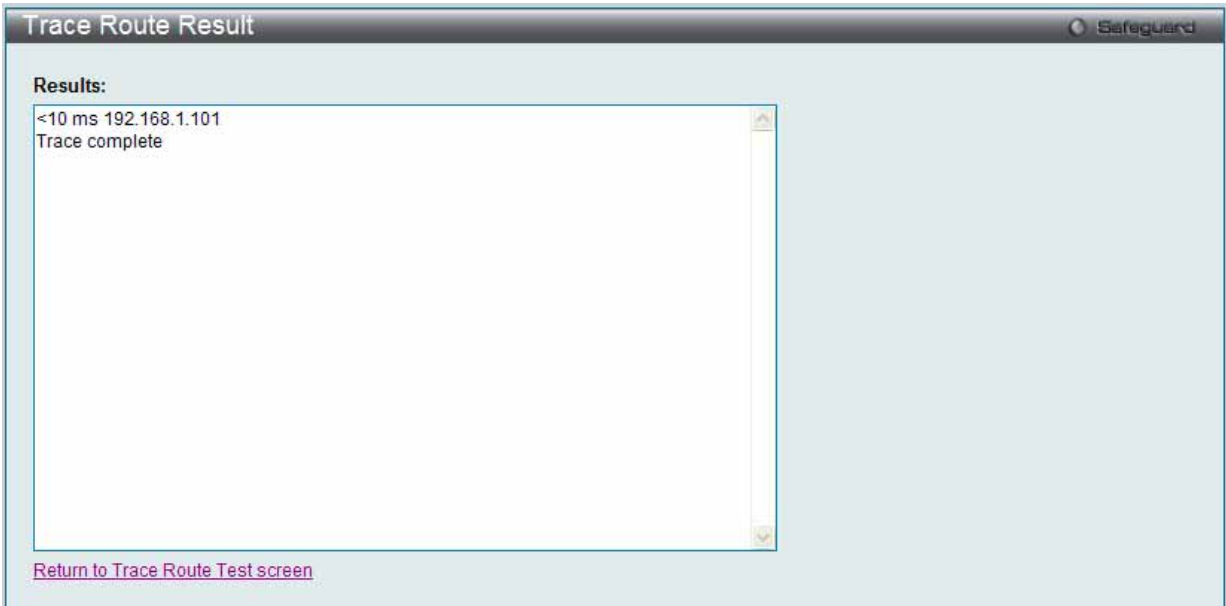 Trace Route Result
Safeguard
Results:
<10 ms 192.168.1.101
Trace complete
Return to Trace Route Test screen